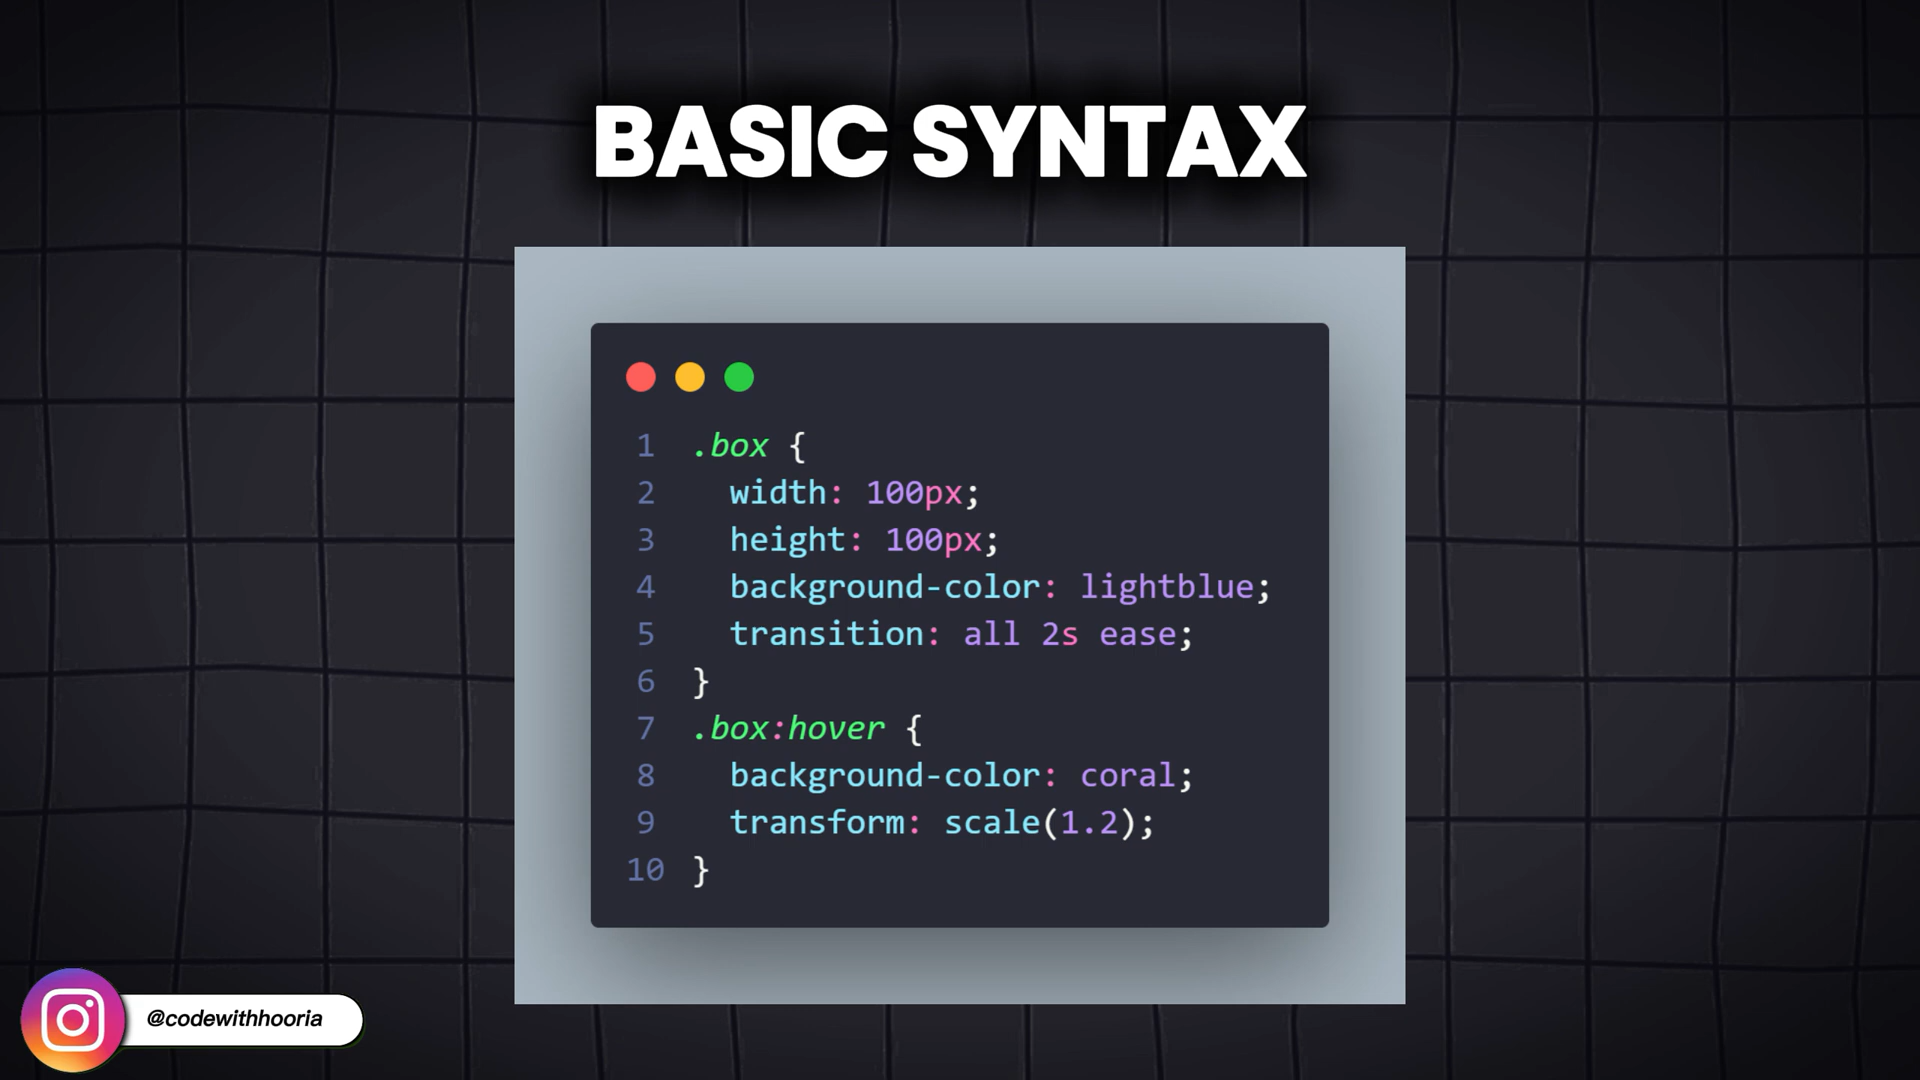 BASIC SYNTAX
1 .box {
2   width: 100px;
3   height: 100px;
4   background-color: lightblue;
5   transition: all 2s ease;
6 }
7 .box:hover {
8   background-color: coral;
9   transform: scale(1.2);
10 }
@codewithhooria